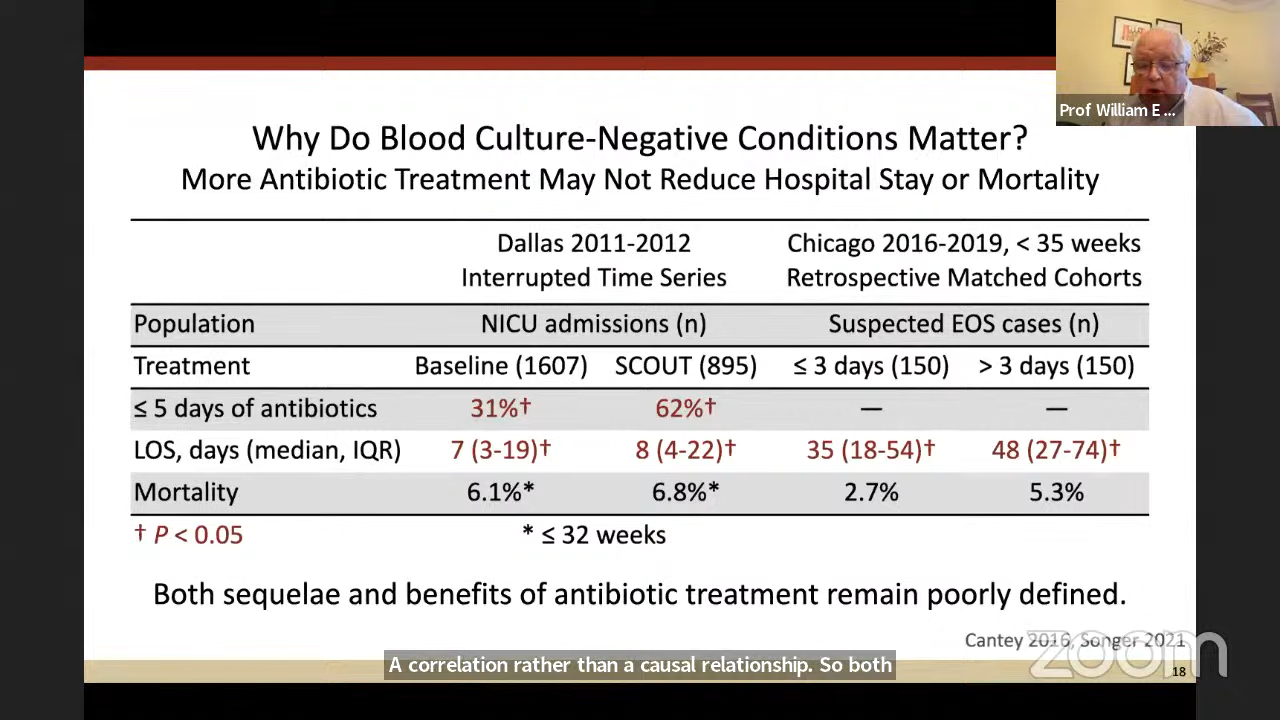 Prof William E ...
Why Do Blood Culture-Negative Conditions Matter?
More Antibiotic Treatment May Not Reduce Hospital Stay or Mortality
Dallas 2011-2012 Chicago 2016-2019, < 35 weeks
Interrupted Time Series Retrospective Matched Cohorts
Population NICU admissions (n) Suspected EOS cases (n)
Treatment Baseline (1607) SCOUT (895) ≤ 3 days (150) > 3 days (150)
≤ 5 days of antibiotics 31%† 62%† — —
LOS, days (median, IQR) 7 (3-19)† 8 (4-22)† 35 (18-54)† 48 (27-74)†
Mortality 6.1%* 6.8%* 2.7% 5.3%
† P < 0.05 * ≤ 32 weeks
Both sequelae and benefits of antibiotic treatment remain poorly defined.
Cantey 2016, Songer 2021
zoom
A correlation rather than a causal relationship. So both
18